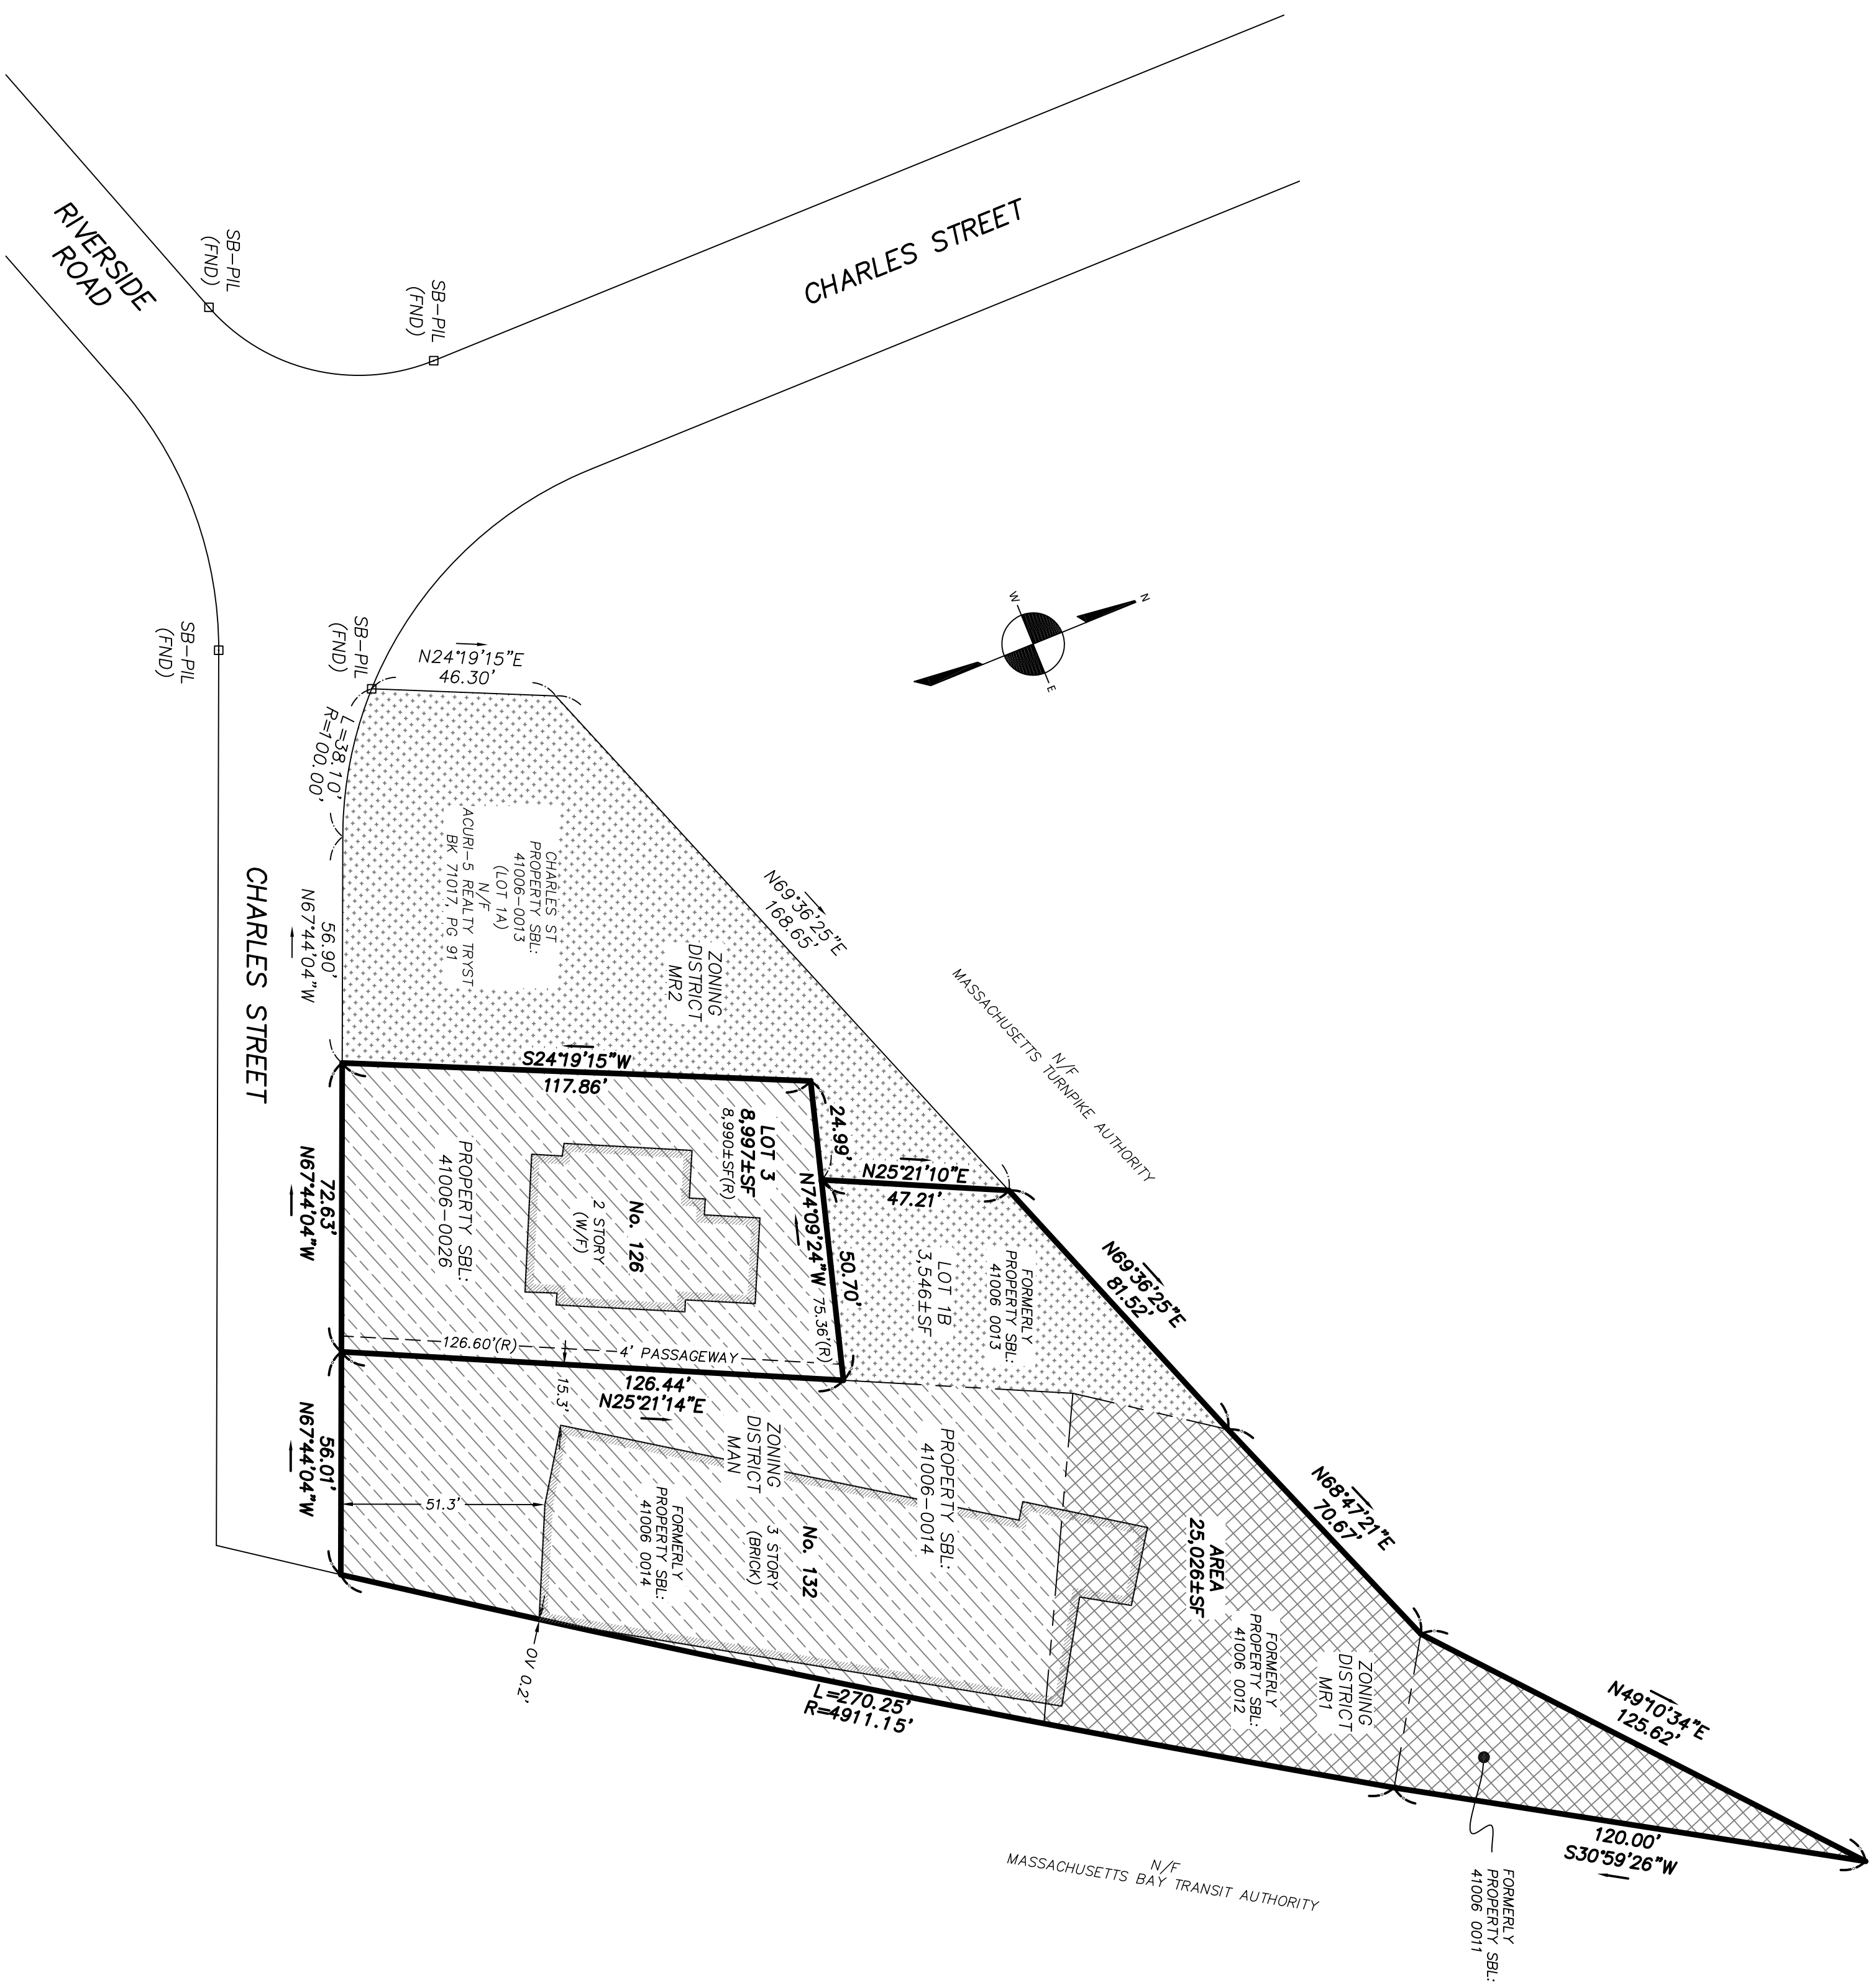 RIVERSIDE
ROAD
SB-PIL
(FND)
SB-PIL
(FND)
CHARLES STREET
SB-PIL
(FND)
SB-PIL
(FND)
N
W
E
N24°19'15"E
46.30'
L=38.10'
R=100.00'
56.90'
N67°44'04"W
CHARLES STREET
CHARLES ST
PROPERTY SBL:
41006-0013
(LOT 1A)
N/F
ACURI-5 REALTY TRYST
BK 71017, PG 91
ZONING
DISTRICT
MR2
N69°36'25"E
168.65'
N/F
MASSACHUSETTS TURNPIKE AUTHORITY
S24°19'15"W
117.86'
24.99'
N25°21'10"E
47.21'
LOT 3
8,997±SF
8,990±SF(R)
N74°09'24"W
75.36'(R)
50.70'
No. 126
2 STORY
(W/F)
PROPERTY SBL:
41006-0026
72.63'
N67°44'04"W
126.60'(R)
4' PASSAGEWAY
126.44'
N25°21'14"E
15.3'
LOT 1B
3,546±SF
FORMERLY
PROPERTY SBL:
41006 0013
N69°36'25"E
81.52'
56.01'
N67°44'04"W
51.3'
ZONING
DISTRICT
MAN
PROPERTY SBL:
41006-0014
No. 132
3 STORY
(BRICK)
FORMERLY
PROPERTY SBL:
41006 0014
OV 0.2'
L=270.25'
R=4911.15'
AREA
25,026±SF
FORMERLY
PROPERTY SBL:
41006 0012
ZONING
DISTRICT
MR1
N68°47'21"E
70.67'
N49°10'34"E
125.62'
120.00'
S30°59'26"W
FORMERLY
PROPERTY SBL:
41006 0011
N/F
MASSACHUSETTS BAY TRANSIT AUTHORITY